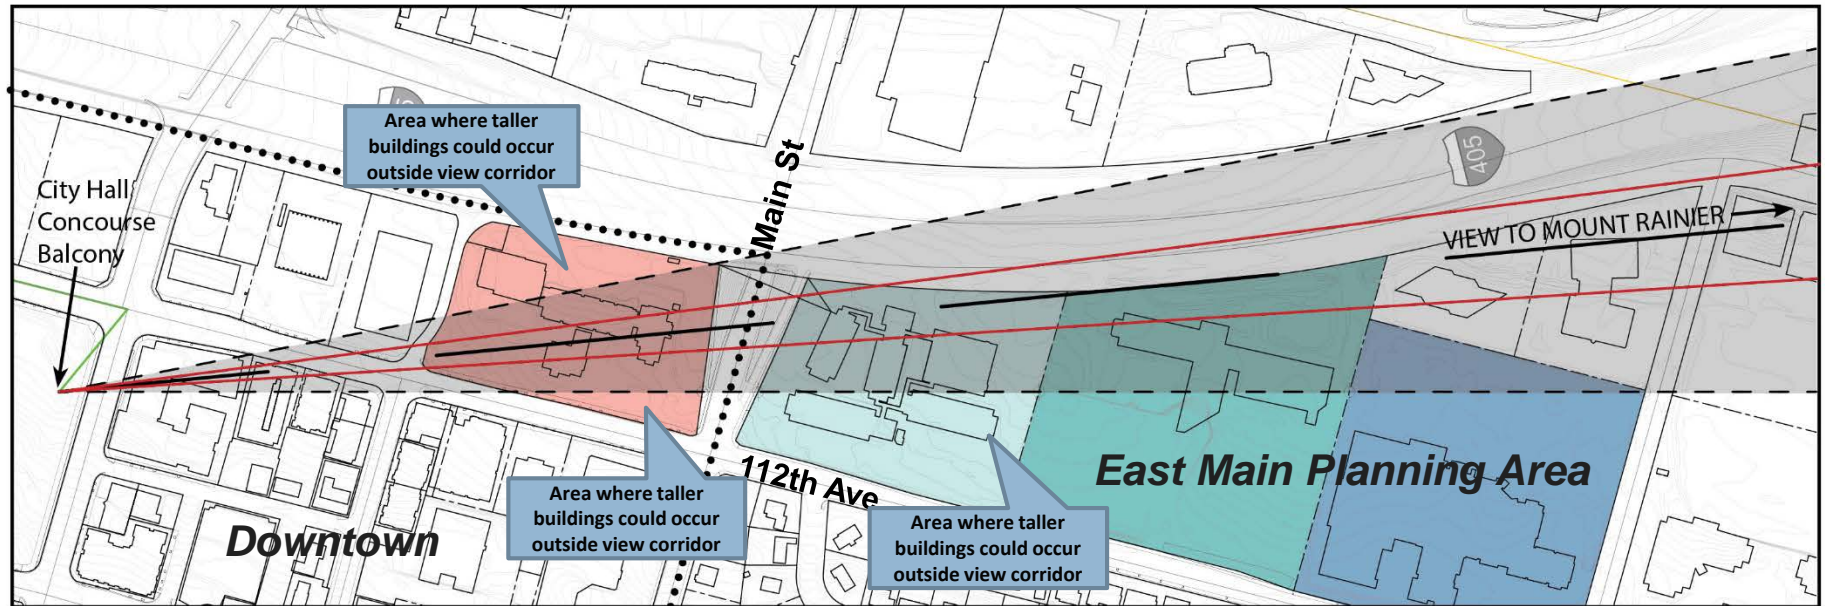 Area where taller
buildings could occur
outside view corridor
Main St
405
City Hall
Concourse
Balcony
VIEW TO MOUNT RAINIER
112th Ave
East Main Planning Area
Area where taller
buildings could occur
outside view corridor
Area where taller
buildings could occur
outside view corridor
Downtown